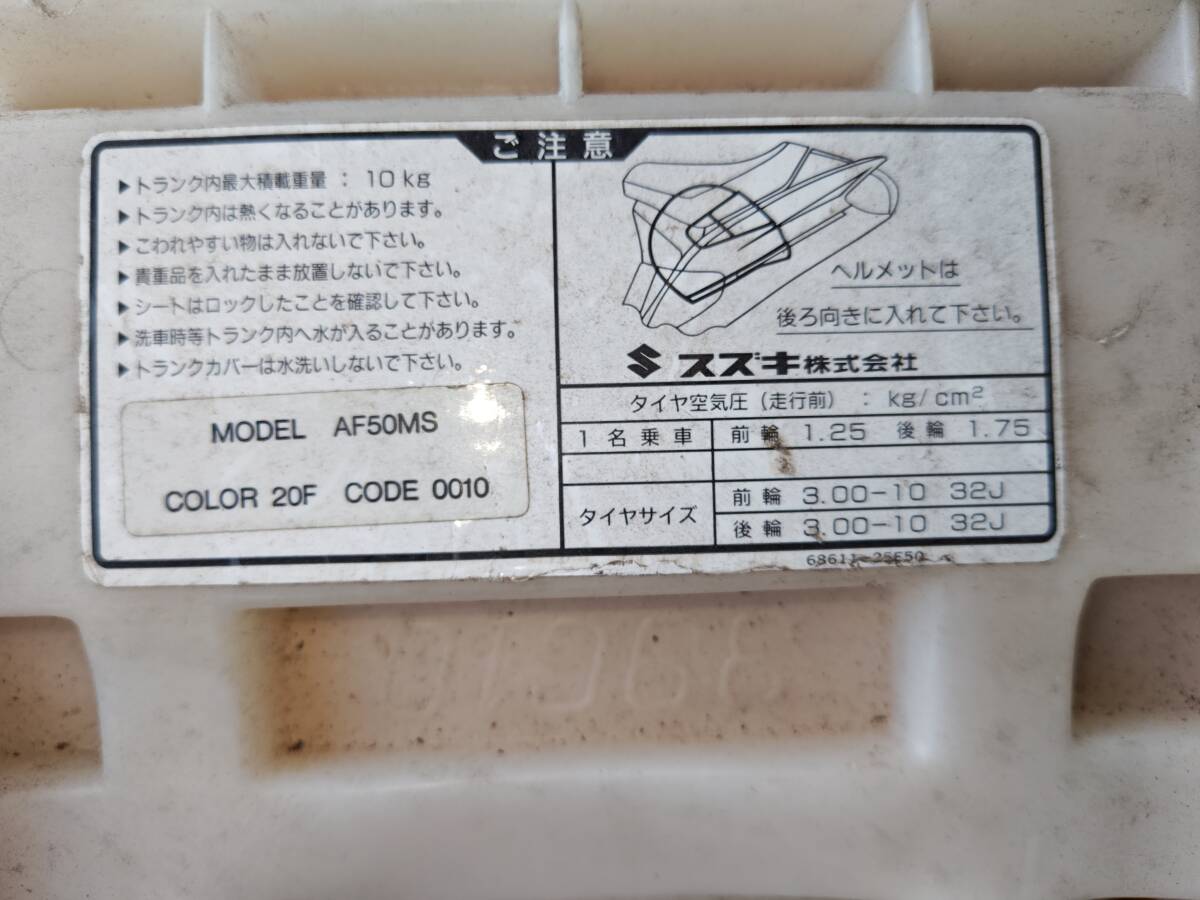 ご注意
▶トランク内最大積載重量 : 10kg
▶トランク内は熱くなることがあります。
▶こわれやすい物は入れないで下さい。
▶貴重品を入れたまま放置しないで下さい。
▶シートはロックしたことを確認して下さい。
▶洗車時等トランク内へ水が入ることがあります。
▶トランクカバーは水洗いしないで下さい。
MODEL AF50MS
COLOR 20F CODE 0010
ヘルメットは
後ろ向きに入れて下さい。
スズキ株式会社
タイヤ空気圧(走行前) : kg/cm²
1名乗車 前輪 1.25 後輪 1.75
タイヤサイズ
前輪 3.00-10 32J
後輪 3.00-10 32J